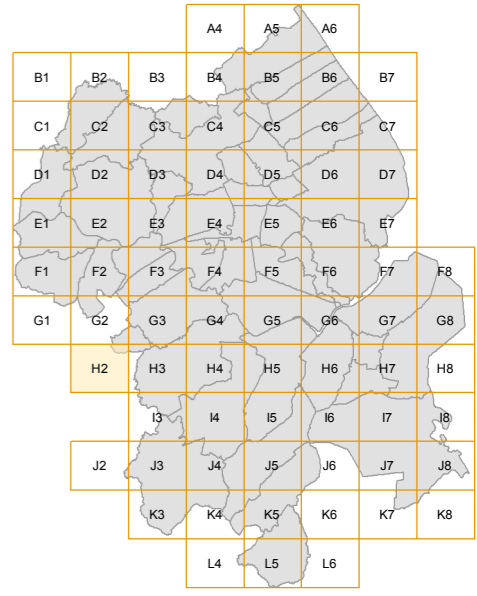 A4 A5 A6
B1 B2 B3 B4 B5 B6 B7
C1 C2 C3 C4 C5 C6 C7
D1 D2 D3 D4 D5 D6 D7
E1 E2 E3 E4 E5 E6 E7
F1 F2 F3 F4 F5 F6 F7 F8
G1 G2 G3 G4 G5 G6 G7 G8
H2 H3 H4 H5 H6 H7 H8
I3 I4 I5 I6 I7 I8
J2 J3 J4 J5 J6 J7 J8
K3 K4 K5 K6 K7 K8
L4 L5 L6